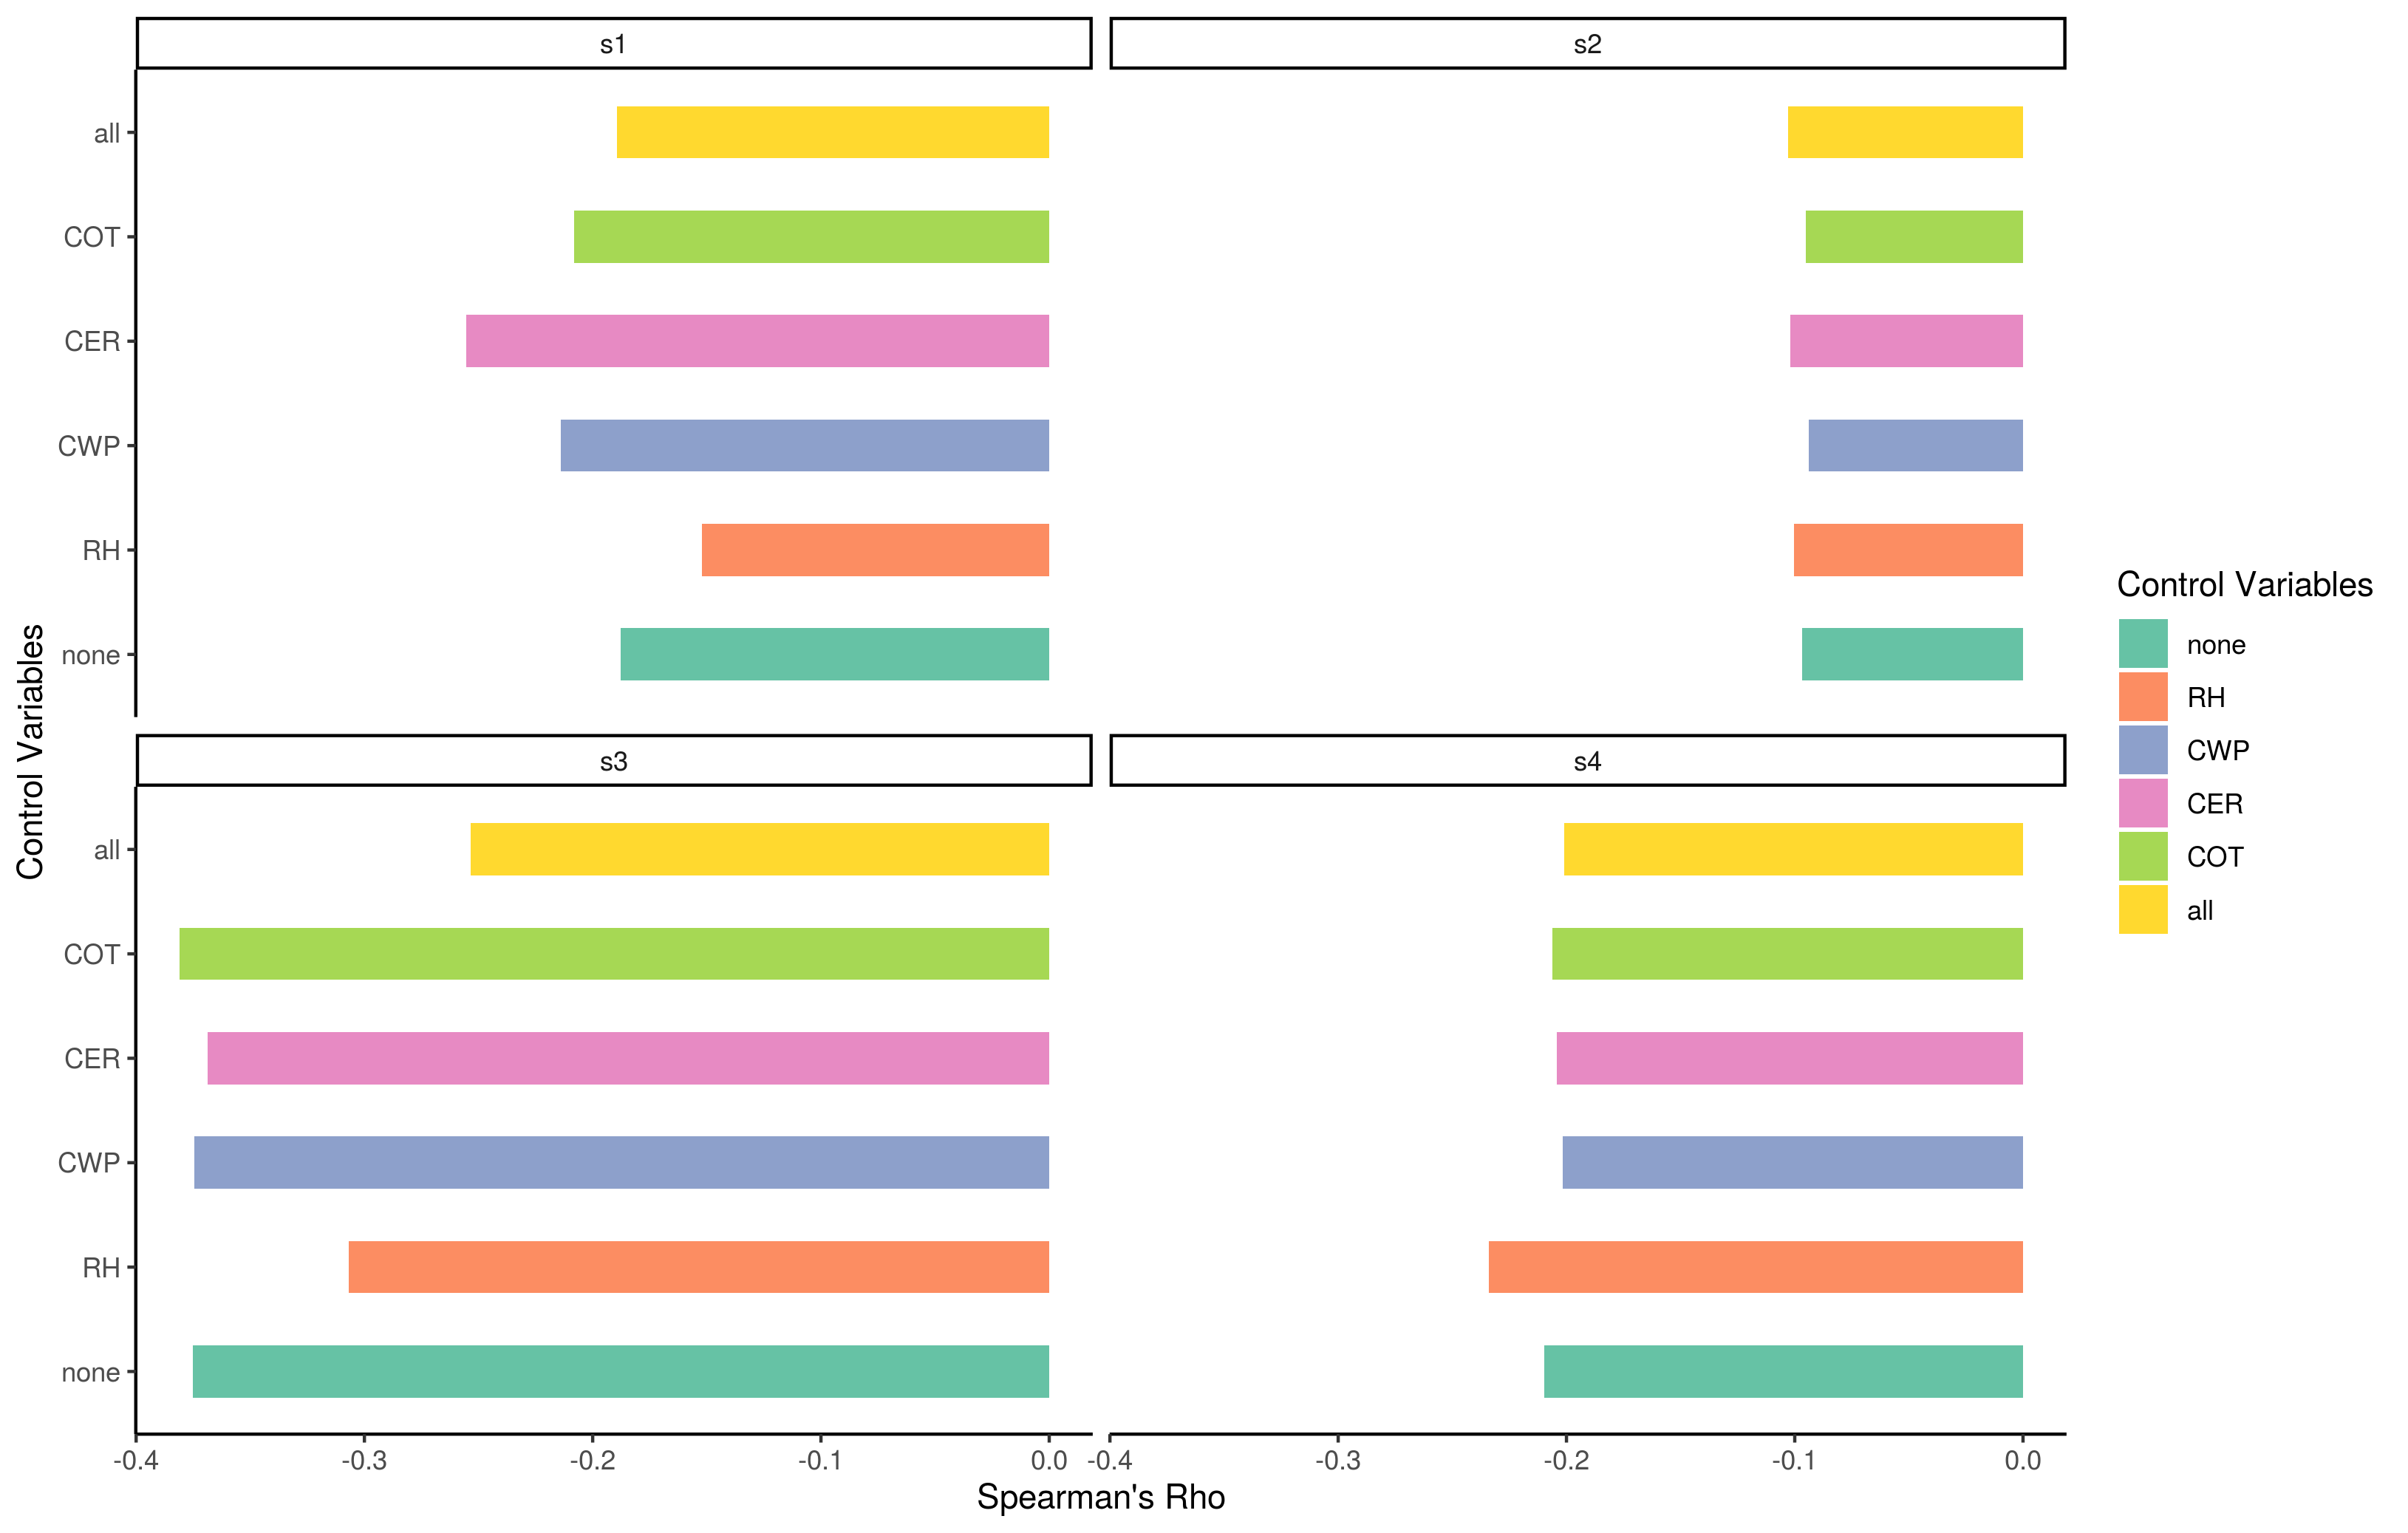 s1
s2
all
COT
CER
CWP
RH
none
Control Variables
s3
s4
all
COT
CER
CWP
RH
none
-0.4 -0.3 -0.2 -0.1 0.0 -0.4 -0.3 -0.2 -0.1 0.0
Spearman's Rho
Control Variables
none
RH
CWP
CER
COT
all